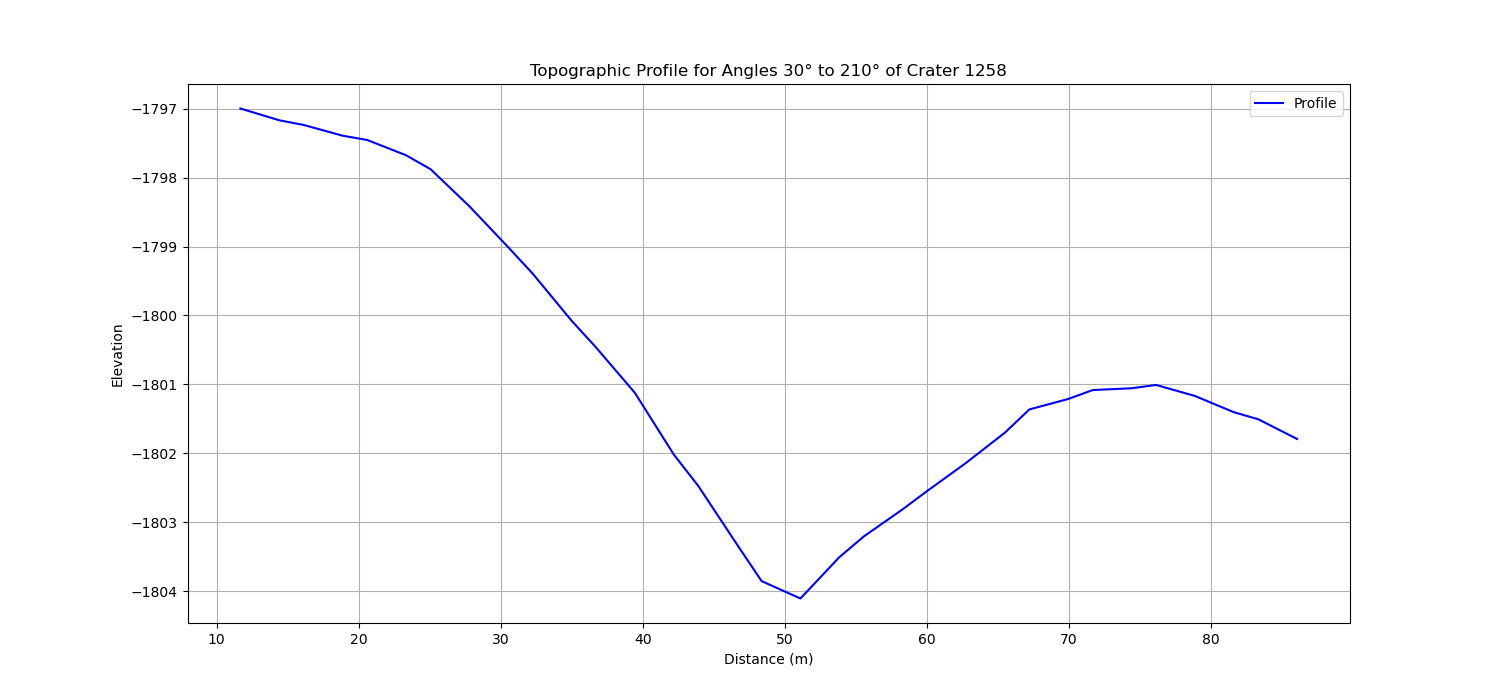 Topographic Profile for Angles 30° to 210° of Crater 1258
Profile
Elevation
−1797
−1798
−1799
−1800
−1801
−1802
−1803
−1804
10 20 30 40 50 60 70 80
Distance (m)